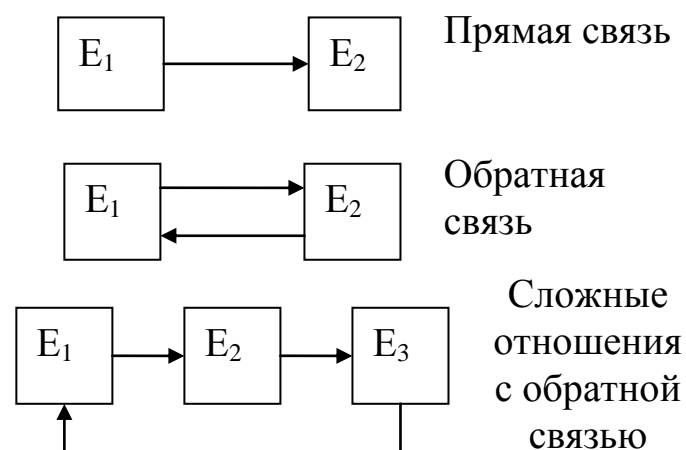 E₁
E₂
Прямая связь
E₁
E₂
Обратная
связь
E₁
E₂
E₃
Сложные
отношения
с обратной
связью